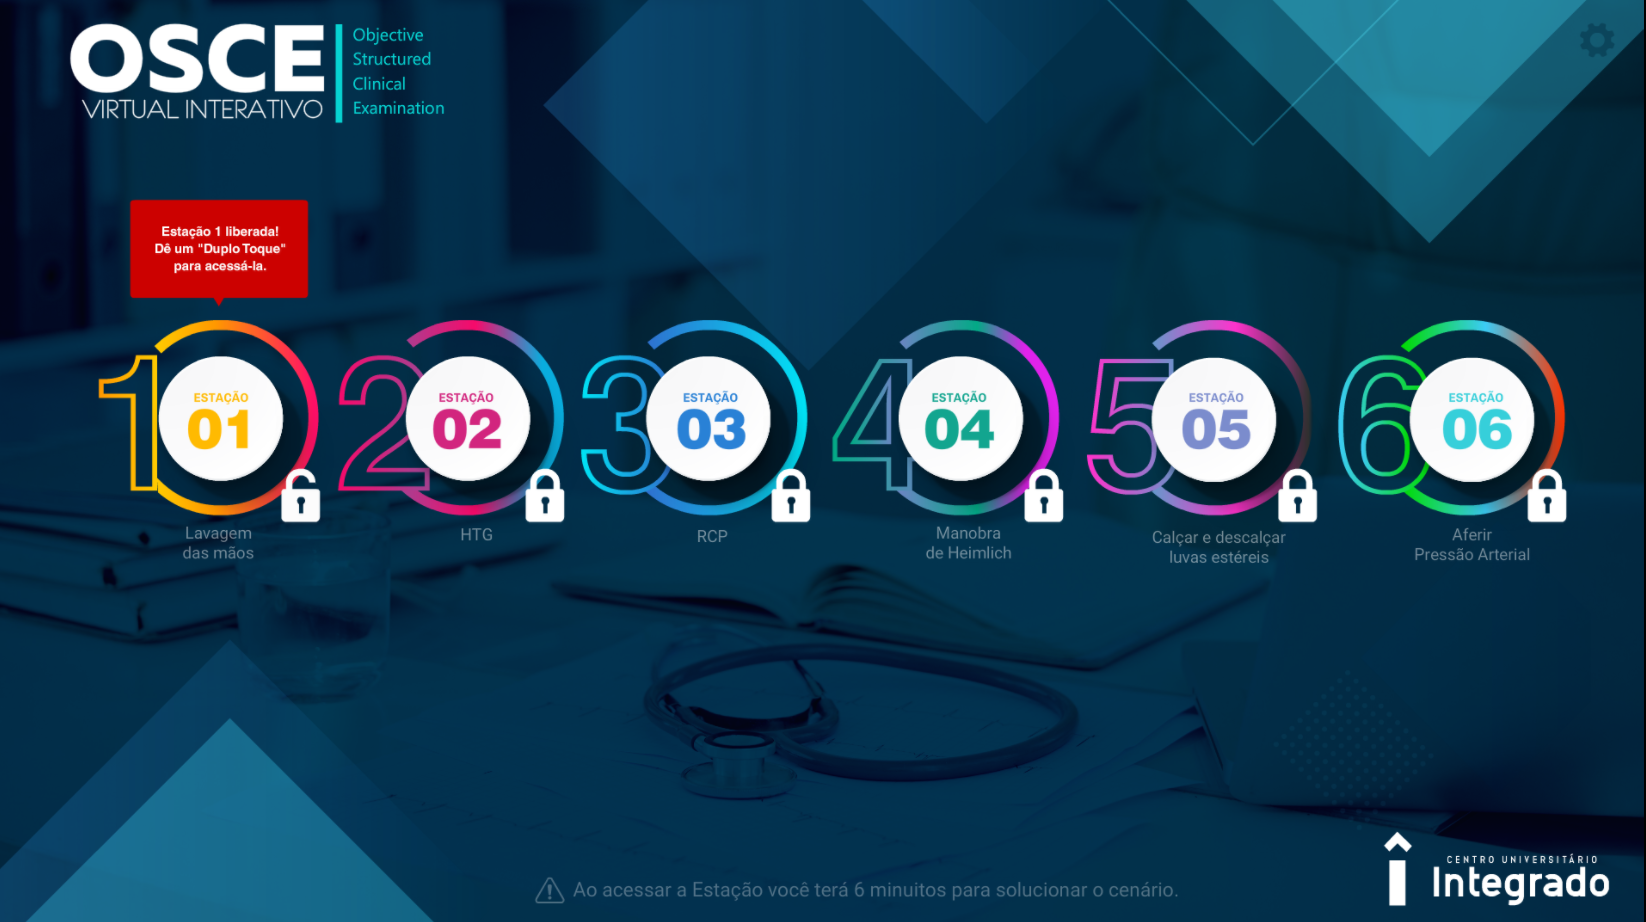 OSCE
VIRTUAL INTERATIVO
Objective
Structured
Clinical
Examination
Estação 1 liberada!
Dê um "Duplo Toque"
para acessá-la.
1
ESTAÇÃO
01
Lavagem
das mãos
2
ESTAÇÃO
02
HTG
3
ESTAÇÃO
03
RCP
4
ESTAÇÃO
04
Manobra
de Heimlich
5
ESTAÇÃO
05
Calçar e descalçar
luvas estéreis
6
ESTAÇÃO
06
Aferir
Pressão Arterial
Ao acessar a Estação você terá 6 minuitos para solucionar o cenário.
CENTRO UNIVERSITÁRIO
Integrado